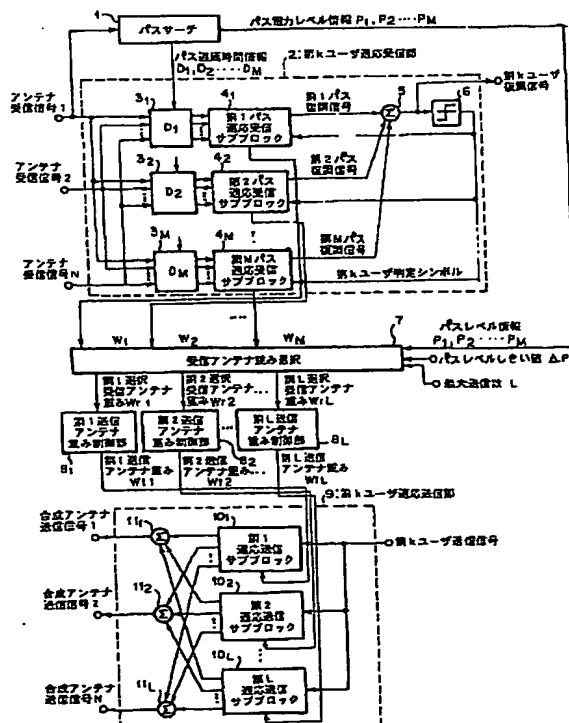 1
パスサーチ
パス電力レベル情報 P1, P2 ‥‥ PM
パス遅延時間情報
D1, D2 ‥‥ DM
2:第kユーザ適応受信部
アンテナ
受信信号1
31
D1
41
第1パス
適応受信
サブブロック
第1パス
復調信号
5
Σ
6
第kユーザ
復調信号
アンテナ
受信信号2
32
D2
42
第2パス
適応受信
サブブロック
第2パス
復調信号
アンテナ
受信信号N
3M
DM
4M
第Mパス
適応受信
サブブロック
第Mパス
復調信号
第kユーザ判定シンボル
W1
W2
WM
7
受信アンテナ重み選択
パスレベル情報
P1, P2 ‥‥ PM
パスレベルしきい値 ΔP
最大送信数 L
第1選択
受信アンテナ
重みWr1
第2選択
受信アンテナ
重みWr2
第L選択
受信アンテナ
重みWrL
第1送信
アンテナ
重み制御部
81
第2送信
アンテナ
重み制御部
82
第L送信
アンテナ
重み制御部
8L
第1送信
アンテナ重み
Wt1
第2送信
アンテナ重み
Wt2
第L送信
アンテナ重み
WtL
9:第kユーザ適応送信部
合成アンテナ
送信信号1
111
Σ
101
第1
適応送信
サブブロック
第kユーザ送信信号
合成アンテナ
送信信号2
112
Σ
102
第2
適応送信
サブブロック
合成アンテナ
送信信号N
11L
Σ
10L
第L
適応送信
サブブロック